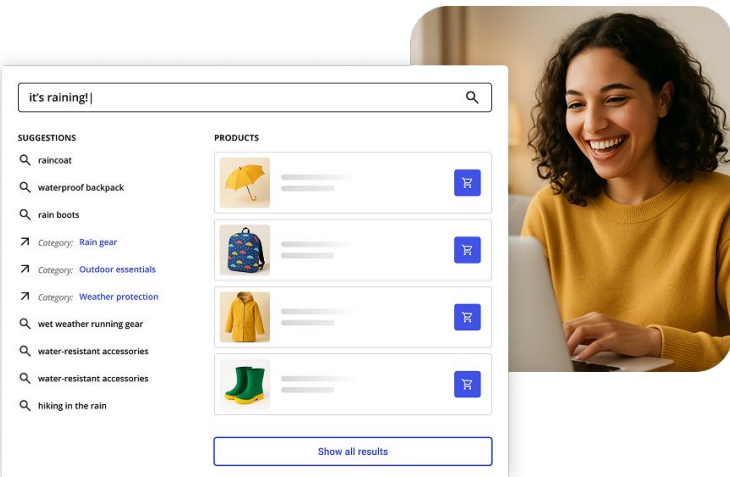 it's raining!
SUGGESTIONS
raincoat
waterproof backpack
rain boots
Category: Rain gear
Category: Outdoor essentials
Category: Weather protection
wet weather running gear
water-resistant accessories
water-resistant accessories
hiking in the rain
PRODUCTS
Show all results